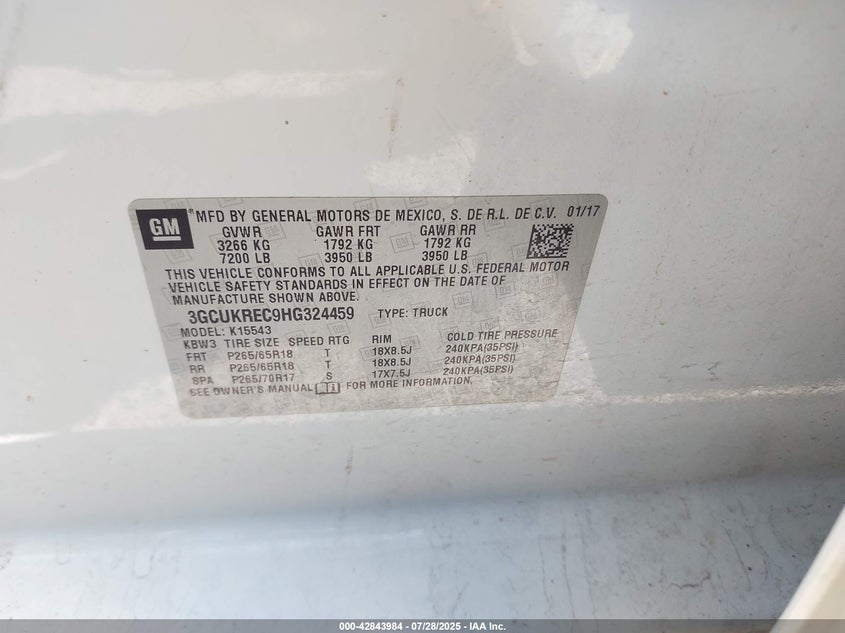 GM
*MFD BY GENERAL MOTORS DE MEXICO, S. DE R.L. DE C.V. 01/17
GVWR GAWR FRT GAWR RR
3266 KG 1792 KG 1792 KG
7200 LB 3950 LB 3950 LB
THIS VEHICLE CONFORMS TO ALL APPLICABLE U.S. FEDERAL MOTOR
VEHICLE SAFETY STANDARDS IN EFFECT ON THE DATE OF
MANUFACTURE SHOWN ABOVE.
3GCUKREC9HG324459 TYPE: TRUCK
MODEL: K15543
KBW3 TIRE SIZE SPEED RTG RIM COLD TIRE PRESSURE
FRT P265/65R18 T 18X8.5J 240KPA(35PSI)
RR P265/65R18 T 18X8.5J 240KPA(35PSI)
SPA P265/70R17 S 17X7.5J 240KPA(35PSI)
SEE OWNER'S MANUAL FOR MORE INFORMATION.
000-42843984 / 07/28/2025 - IAA Inc.